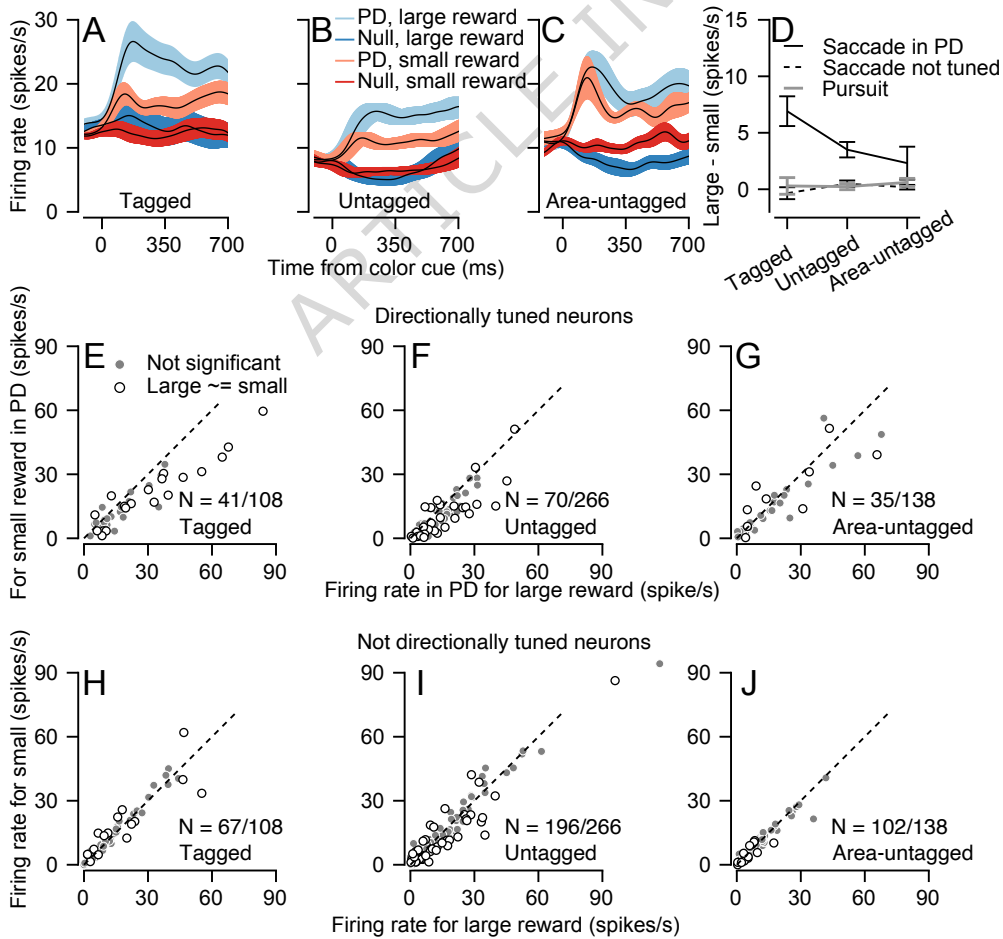 A
B
C
D
PD, large reward
Null, large reward
PD, small reward
Null, small reward
Saccade in PD
Saccade not tuned
Pursuit
Firing rate (spikes/s)
30
20
10
0
Tagged
Untagged
Area-untagged
0 350 700
0 350 700
0 350 700
Time from color cue (ms)
Large - small (spikes/s)
15
10
5
0
Tagged
Untagged
Area-untagged
ARTICLE IN
Directionally tuned neurons
For small reward in PD (spikes/s)
90
60
30
0
E
Not significant
Large ~= small
N = 41/108
Tagged
0 30 60 90
F
N = 70/266
Untagged
0 30 60 90
90
60
30
0
G
N = 35/138
Area-untagged
0 30 60 90
90
60
30
0
Firing rate in PD for large reward (spike/s)
Not directionally tuned neurons
Firing rate for small (spikes/s)
90
60
30
0
H
N = 67/108
Tagged
0 30 60 90
I
N = 196/266
Untagged
0 30 60 90
90
60
30
0
J
N = 102/138
Area-untagged
0 30 60 90
90
60
30
0
Firing rate for large reward (spikes/s)